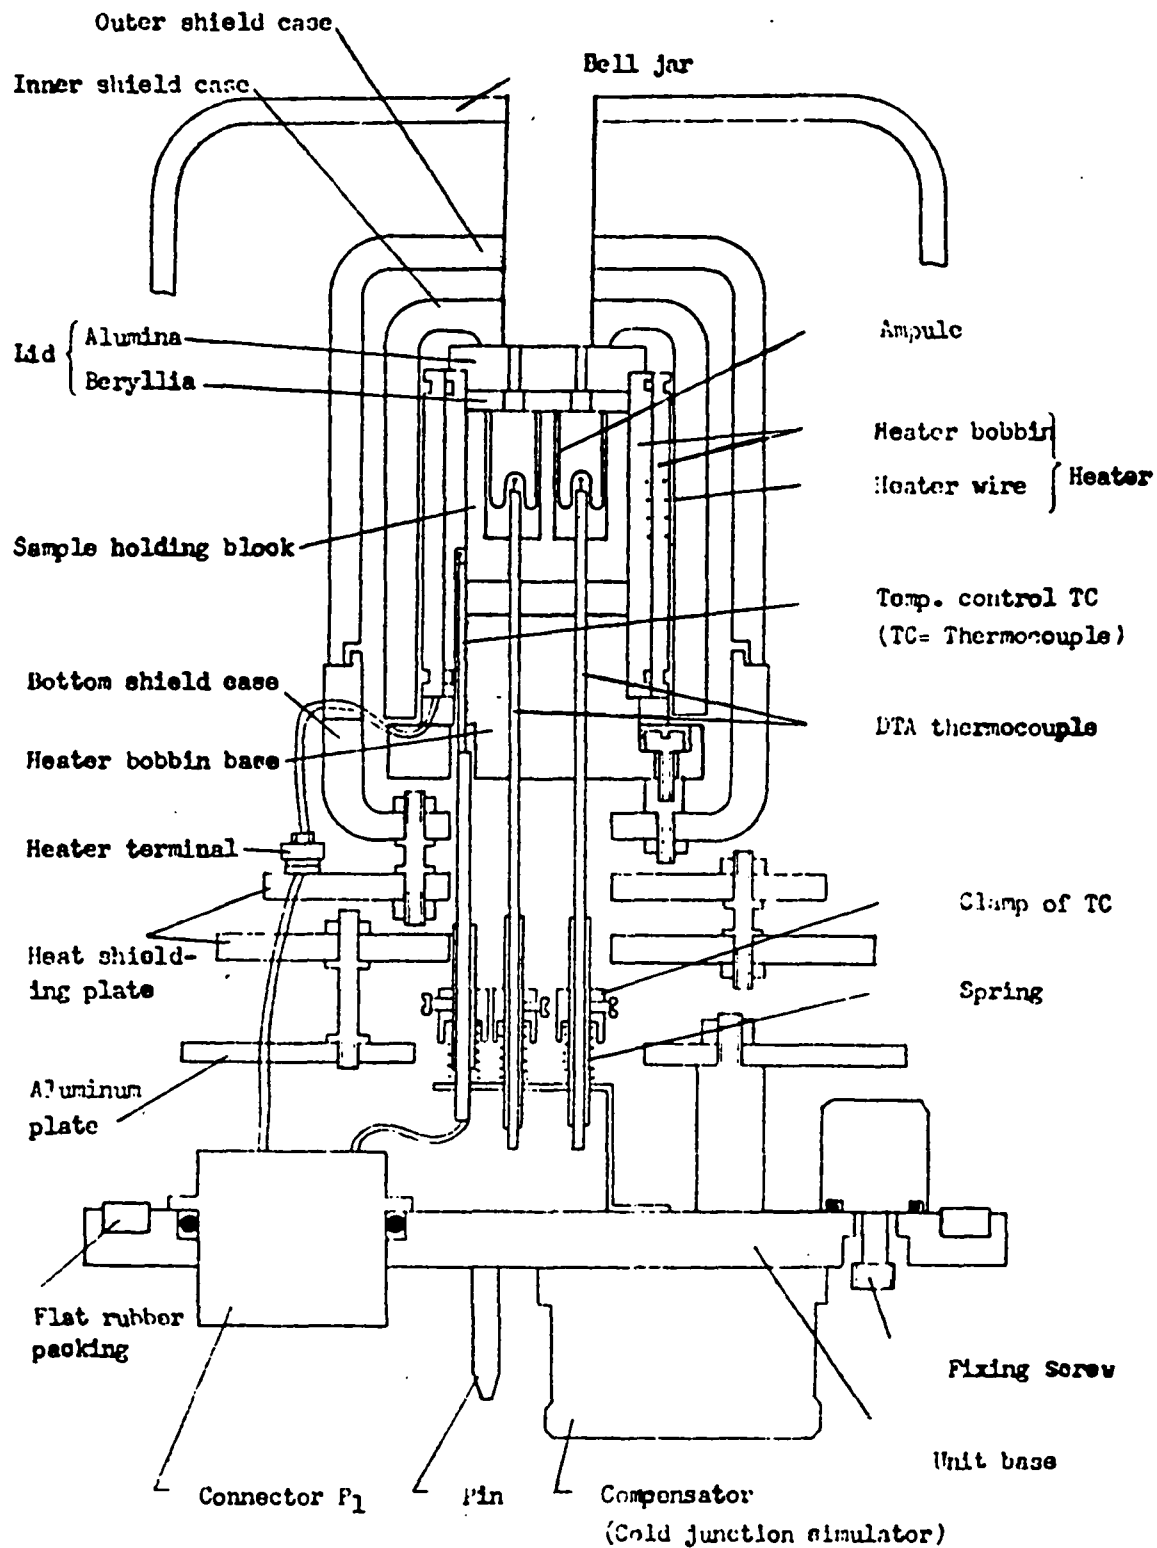 Outer shield case
Bell jar
Inner shield case
Ampule
Lid
Alumina
Beryllia
Heater bobbin
Heater wire
Heater
Sample holding block
Temp. control TC
(TC= Thermocouple)
Bottom shield case
DTA thermocouple
Heater bobbin base
Heater terminal
Clamp of TC
Heat shield-
ing plate
Spring
Aluminum
plate
Flat rubber
packing
Fixing Screw
Unit base
Connector P1
Pin
Compensator
(Cold junction simulator)